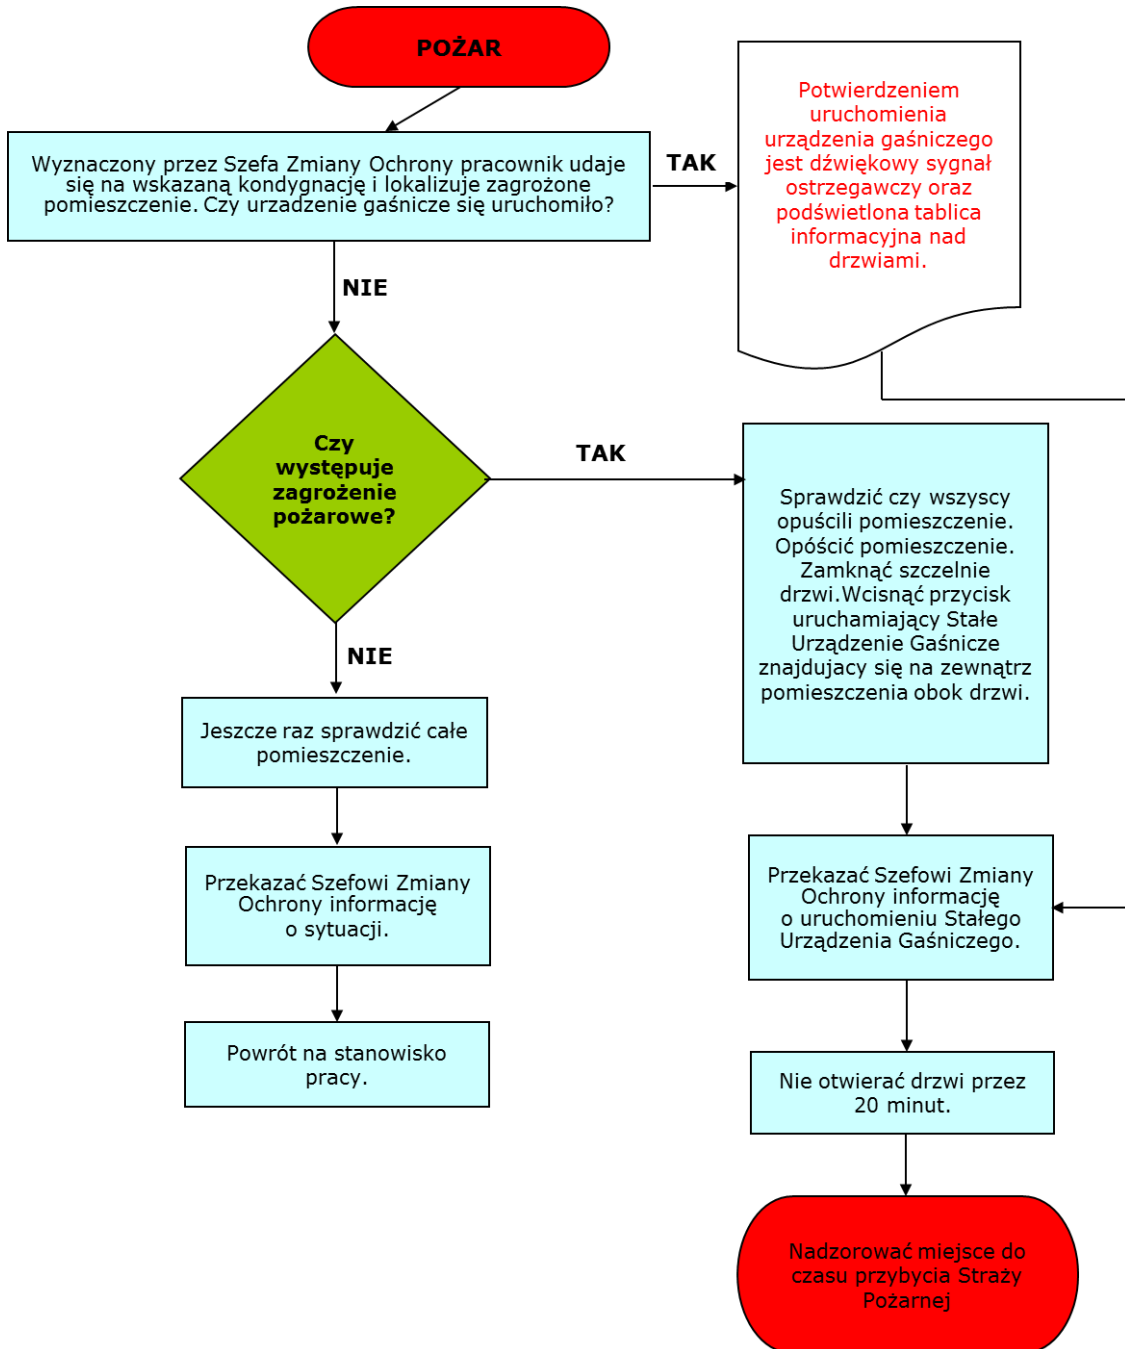 POŻAR
Wyznaczony przez Szefa Zmiany Ochrony pracownik udaje
się na wskazaną kondygnację i lokalizuje zagrożone
pomieszczenie. Czy urzadzenie gaśnicze się uruchomiło?
TAK
Potwierdzeniem
uruchomienia
urządzenia gaśniczego
jest dźwiękowy sygnał
ostrzegawczy oraz
podświetlona tablica
informacyjna nad
drzwiami.
NIE
Czy
występuje
zagrożenie
pożarowe?
TAK
Sprawdzić czy wszyscy
opuścili pomieszczenie.
Opóścić pomieszczenie.
Zamknąć szczelnie
drzwi.Wcisnąć przycisk
uruchamiający Stałe
Urządzenie Gaśnicze
znajdujacy się na zewnątrz
pomieszczenia obok drzwi.
NIE
Jeszcze raz sprawdzić całe
pomieszczenie.
Przekazać Szefowi Zmiany
Ochrony informację
o sytuacji.
Powrót na stanowisko
pracy.
Przekazać Szefowi Zmiany
Ochrony informację
o uruchomieniu Stałego
Urządzenia Gaśniczego.
Nie otwierać drzwi przez
20 minut.
Nadzorować miejsce do
czasu przybycia Straży
Pożarnej